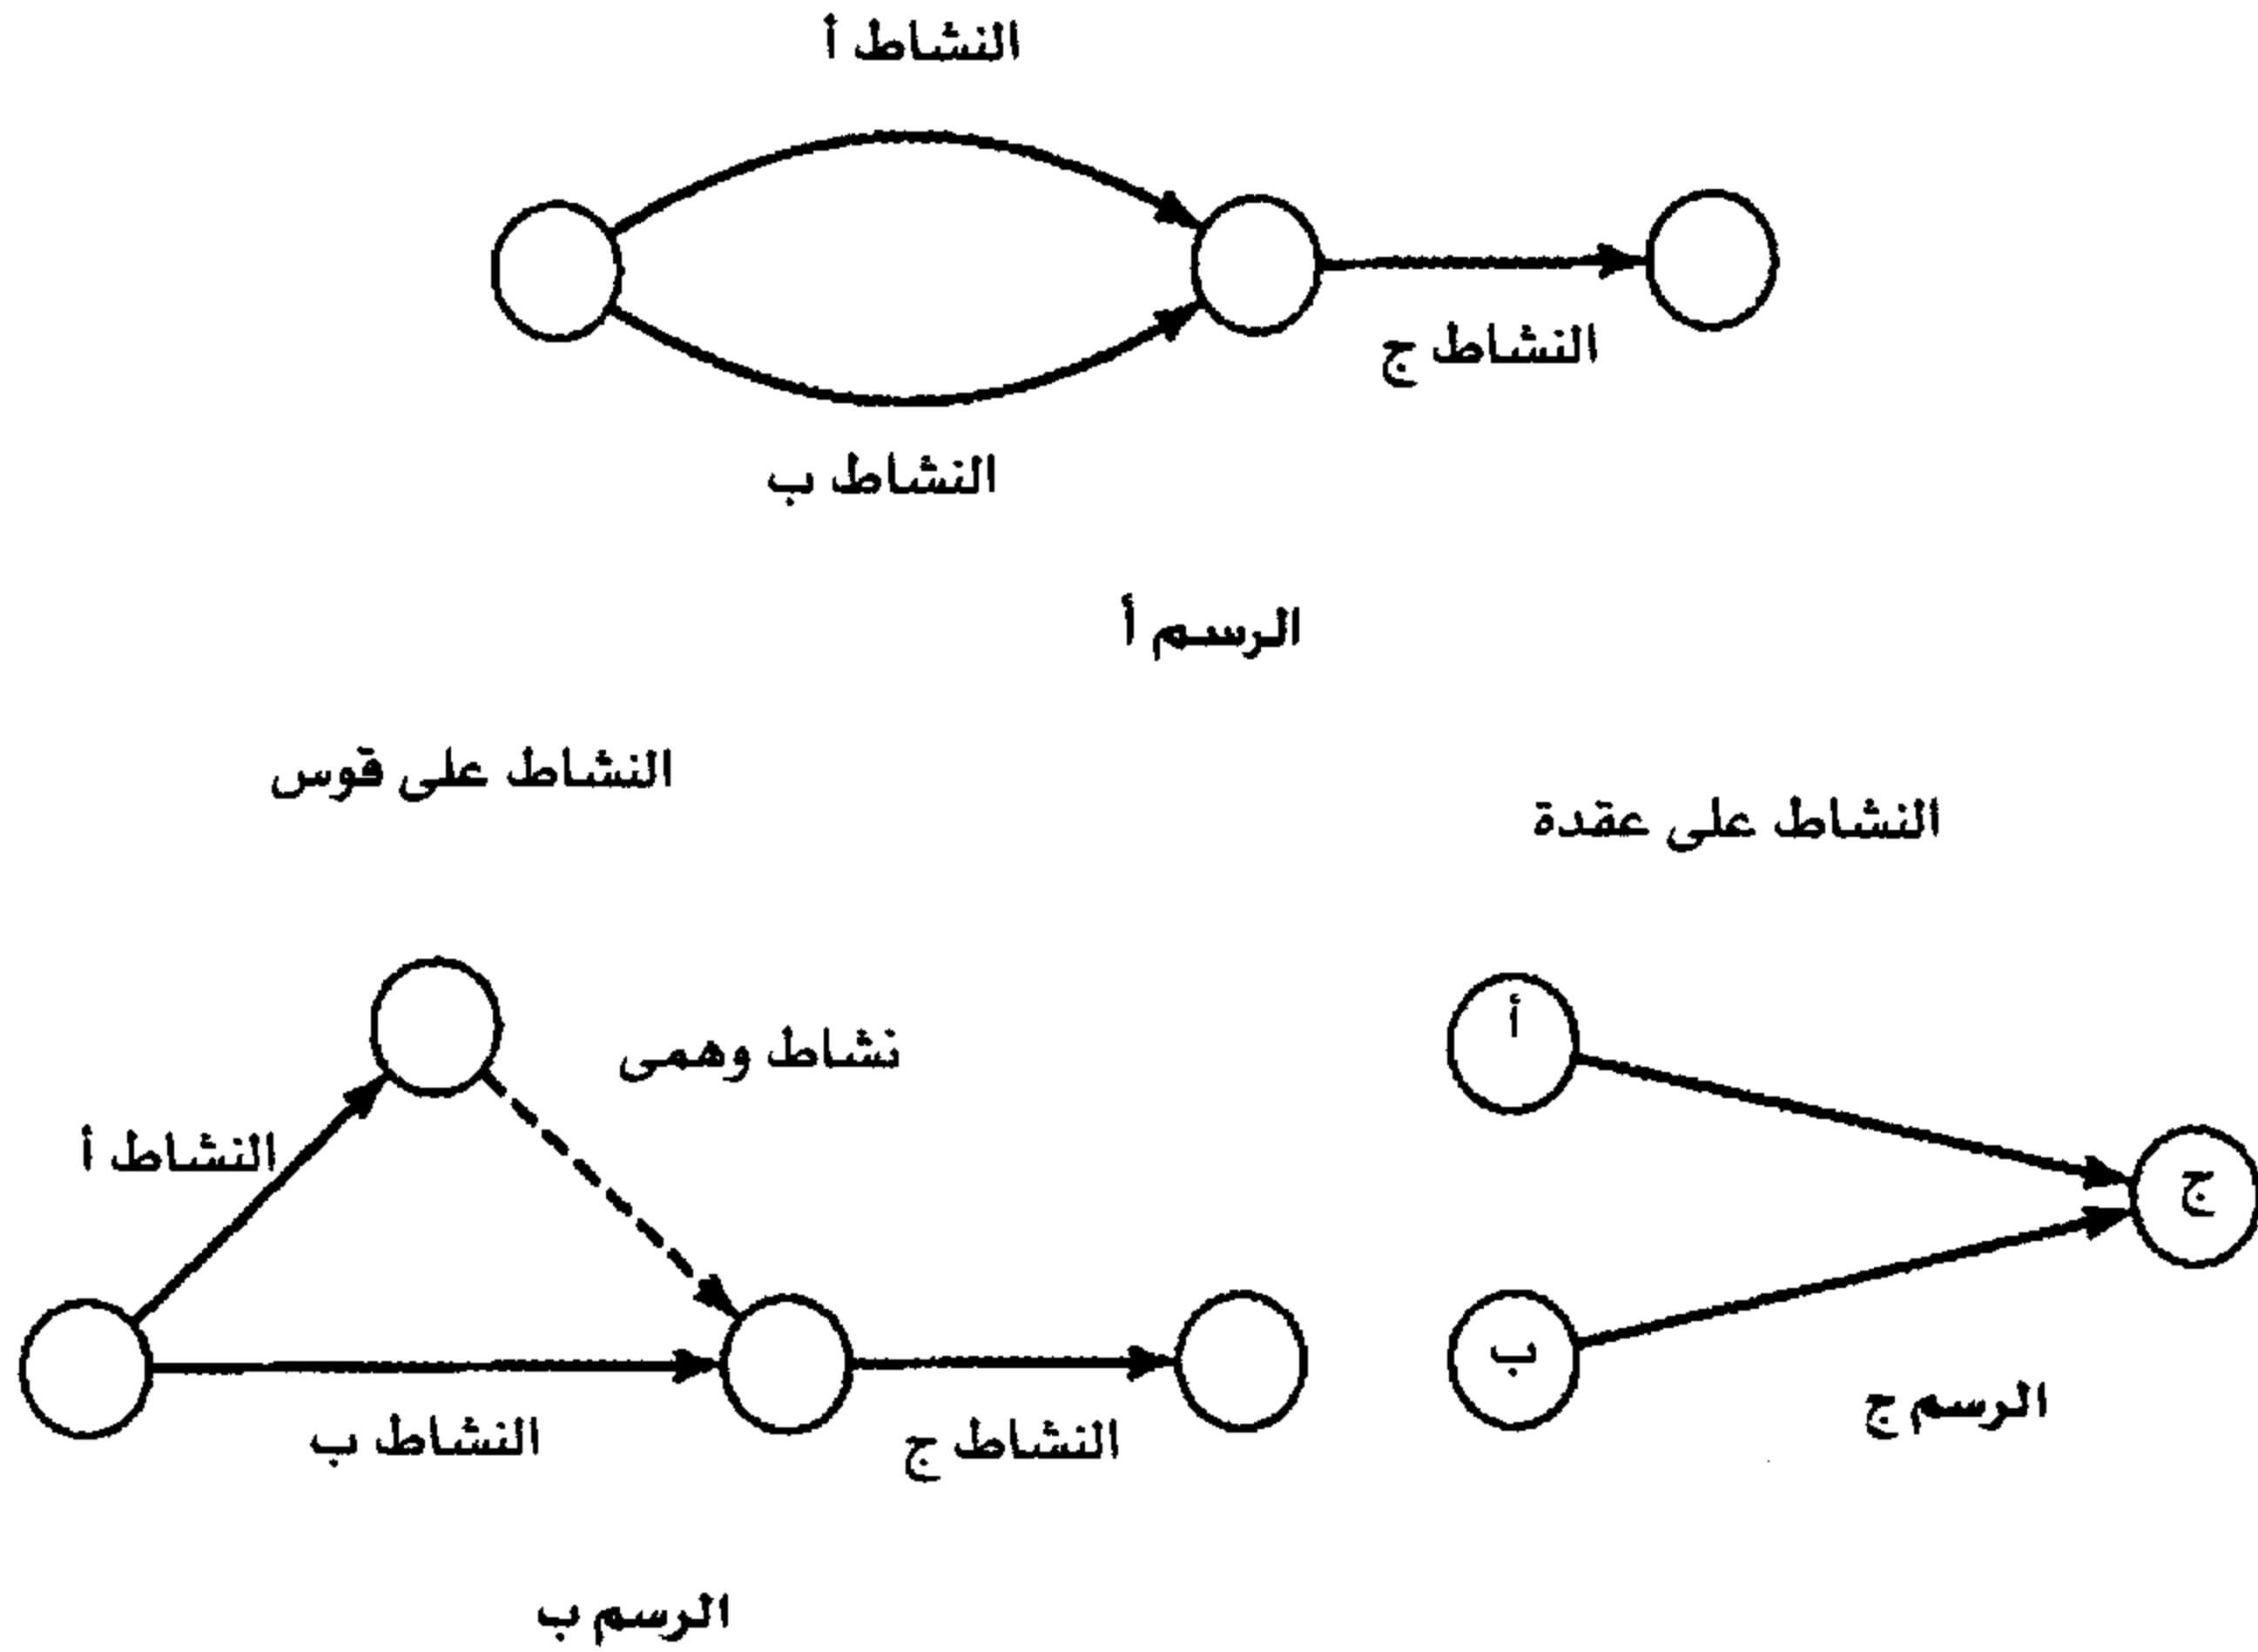 النشاط أ
النشاط ج
النشاط ب
الرسم أ
النشاط على قوس
النشاط على عقدة
أ
نشاط وهمى
النشاط أ
ج
ب
الرسم ج
النشاط ب
النشاط ج
الرسم ب